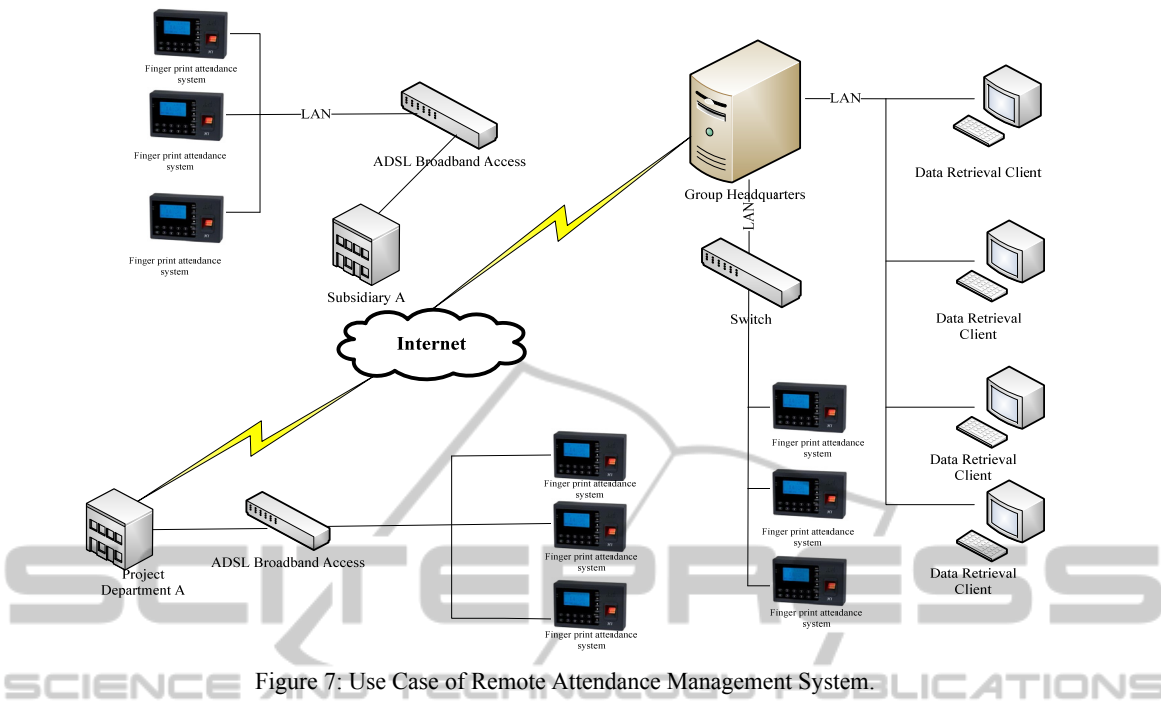 Finger print attendance
system
Finger print attendance
system
Finger print attendance
system
LAN
ADSL Broadband Access
Subsidiary A
Internet
Group Headquarters
LAN
LAN
Switch
Data Retrieval Client
Data Retrieval
Client
Data Retrieval
Client
Data Retrieval
Client
Finger print attendance
system
Finger print attendance
system
Finger print attendance
system
Project
Department A
ADSL Broadband Access
Finger print attendance
system
Finger print attendance
system
Finger print attendance
system
SCITEPRESS
SCIENCE AND TECHNOLOGY PUBLICATIONS
Figure 7: Use Case of Remote Attendance Management System.